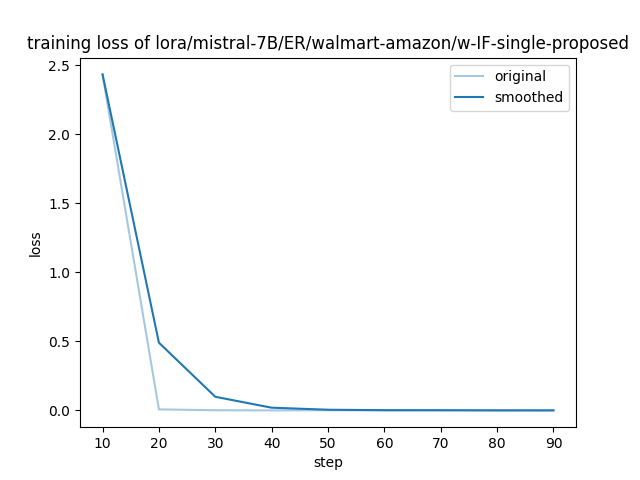 training loss of lora/mistral-7B/ER/walmart-amazon/w-IF-single-proposed
original
smoothed
2.5
2.0
1.5
1.0
0.5
0.0
loss
10 20 30 40 50 60 70 80 90
step